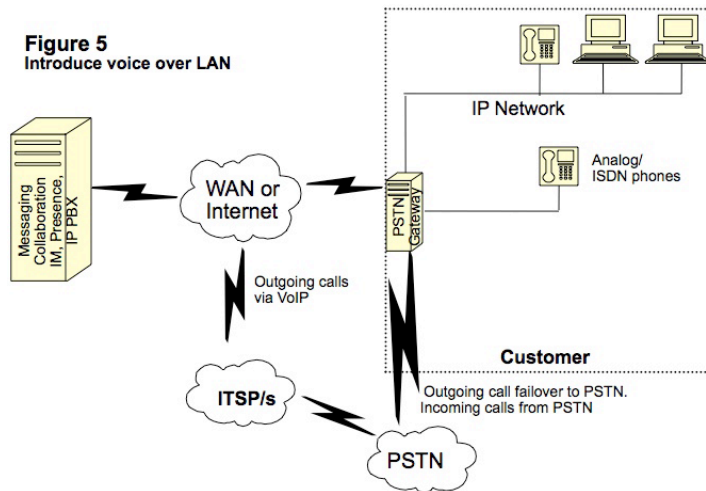 Figure 5
Introduce voice over LAN
IP Network
Analog/
ISDN phones
Messaging
Collaboration
IM, Presence,
IP PBX
WAN or
Internet
PSTN
Gateway
Outgoing calls
via VoIP
Customer
ITSP/s
Outgoing call failover to PSTN.
Incoming calls from PSTN
PSTN